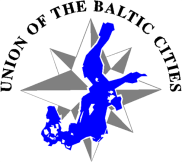 UNION OF THE BALTIC CITIES